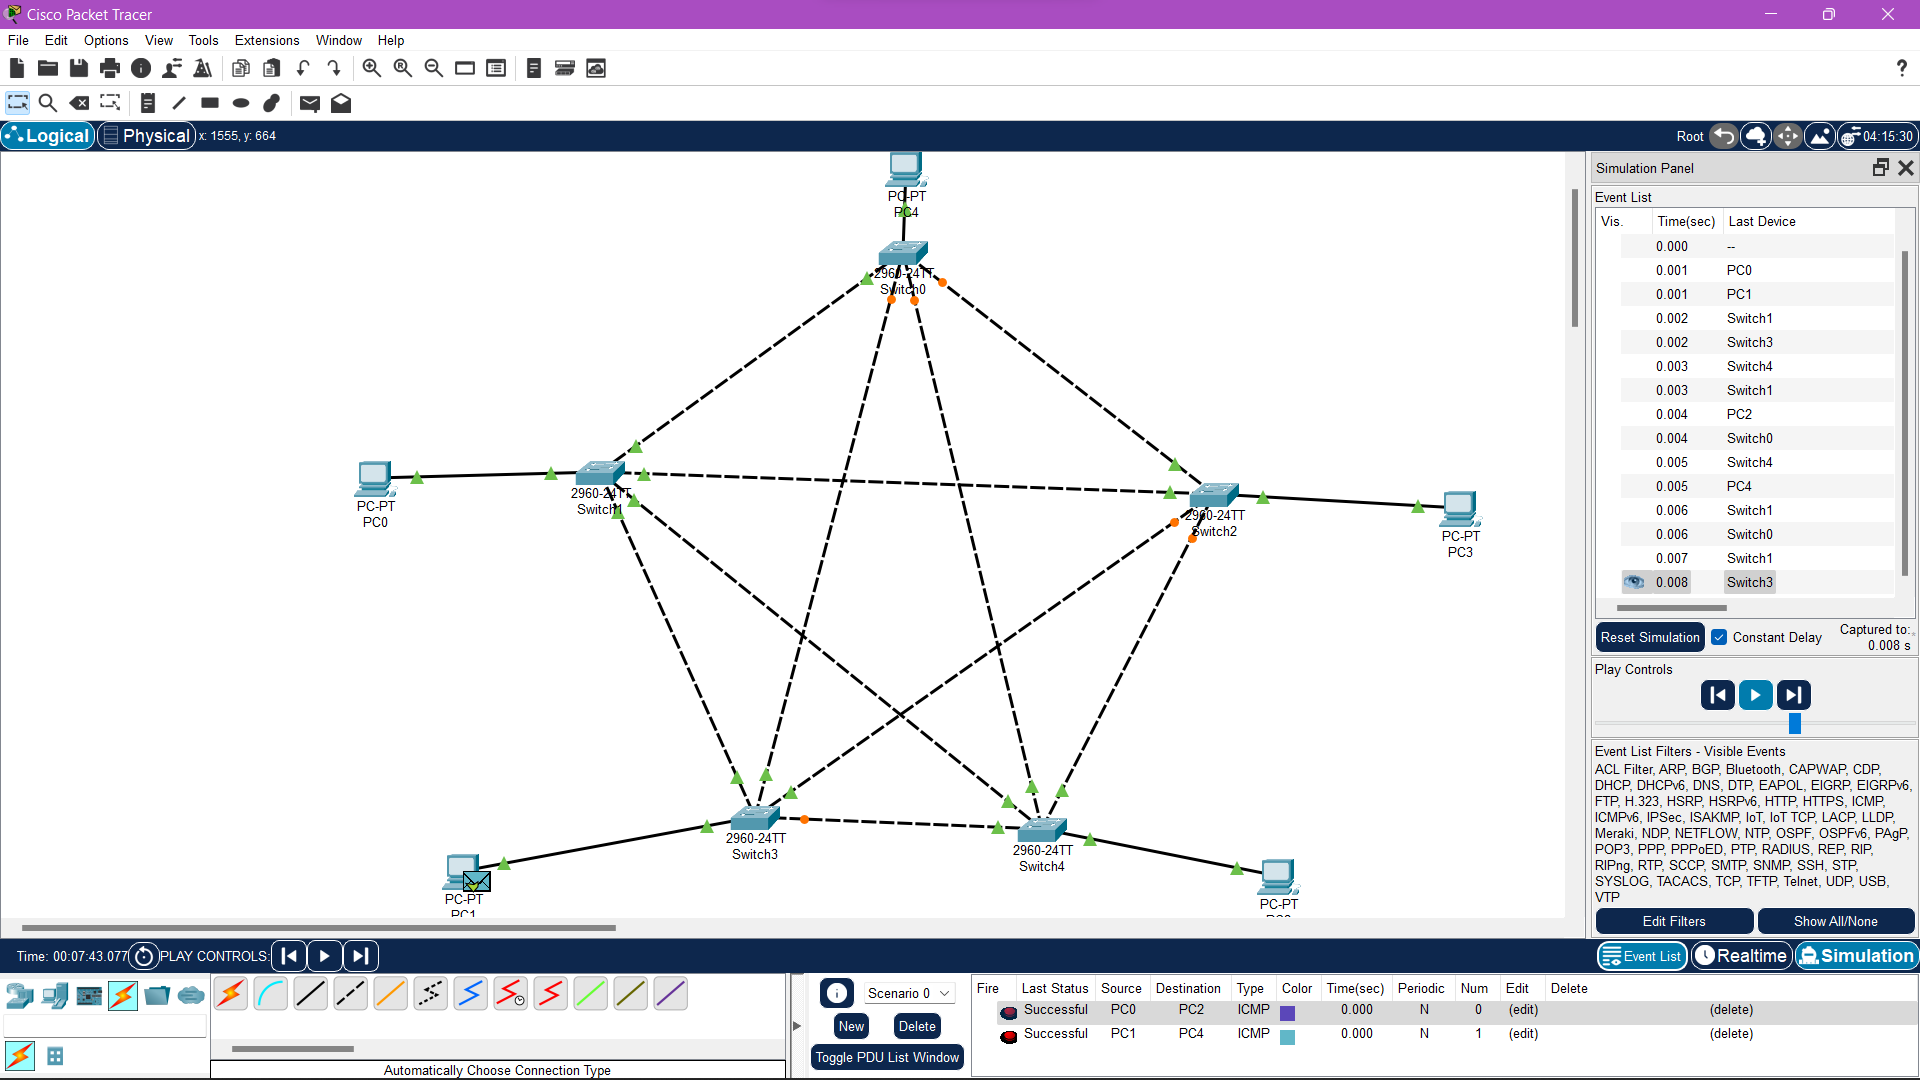 Cisco Packet Tracer
File Edit Options View Tools Extensions Window Help
Logical Physical x: 1555, y: 664 Root 04:15:30
PC-PT
PC4
2960-24TT
Switch0
PC-PT
PC0
2960-24TT
Switch1
2960-24TT
Switch2
PC-PT
PC3
2960-24TT
Switch3
2960-24TT
Switch4
PC-PT
PC1
PC-PT
Simulation Panel
Event List
Vis. Time(sec) Last Device
0.000 --
0.001 PC0
0.001 PC1
0.002 Switch1
0.002 Switch3
0.003 Switch4
0.003 Switch1
0.004 PC2
0.004 Switch0
0.005 Switch4
0.005 PC4
0.006 Switch1
0.006 Switch0
0.007 Switch1
0.008 Switch3
Reset Simulation Constant Delay Captured to:
0.008 s
Play Controls
Event List Filters - Visible Events
ACL Filter, ARP, BGP, Bluetooth, CAPWAP, CDP,
DHCP, DHCPv6, DNS, DTP, EAPOL, EIGRP, EIGRPv6,
FTP, H.323, HSRP, HSRPv6, HTTP, HTTPS, ICMP,
ICMPv6, IPSec, ISAKMP, IoT, IoT TCP, LACP, LLDP,
Meraki, NDP, NETFLOW, NTP, OSPF, OSPFv6, PAgP,
POP3, PPP, PPPoED, PTP, RADIUS, REP, RIP,
RIPng, RTP, SCCP, SMTP, SNMP, SSH, STP,
SYSLOG, TACACS, TCP, TFTP, Telnet, UDP, USB,
VTP
Edit Filters Show All/None
Time: 00:07:43.077 PLAY CONTROLS: Event List Realtime Simulation
Scenario 0
New Delete
Toggle PDU List Window
Automatically Choose Connection Type
Fire Last Status Source Destination Type Color Time(sec) Periodic Num Edit Delete
Successful PC0 PC2 ICMP 0.000 N 0 (edit) (delete)
Successful PC1 PC4 ICMP 0.000 N 1 (edit) (delete)